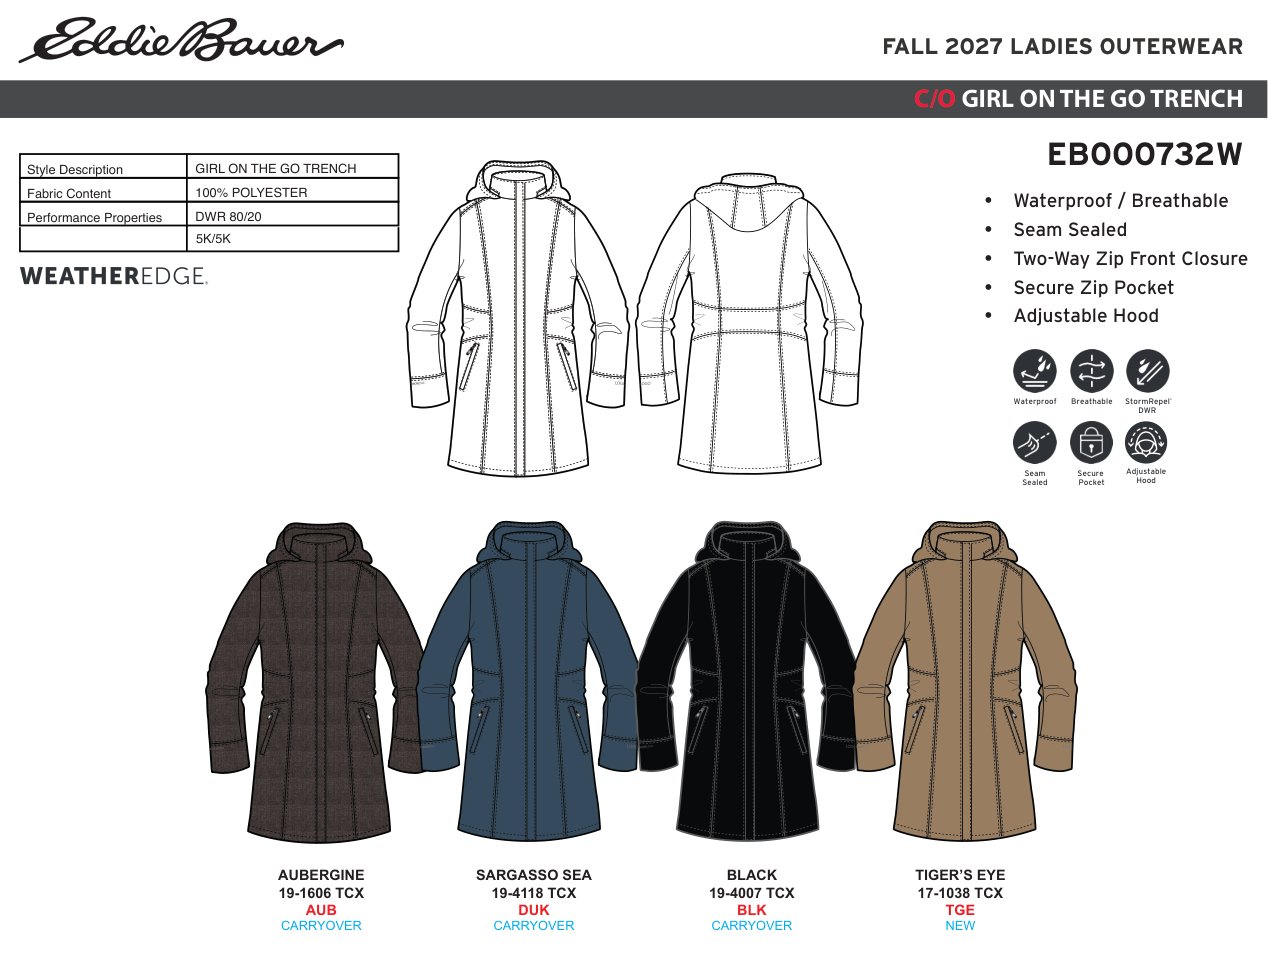 Eddie Bauer
FALL 2027 LADIES OUTERWEAR
C/O GIRL ON THE GO TRENCH
EB000732W
Style Description GIRL ON THE GO TRENCH
Fabric Content 100% POLYESTER
Performance Properties DWR 80/20
5K/5K
WEATHEREDGE
• Waterproof / Breathable
• Seam Sealed
• Two-Way Zip Front Closure
• Secure Zip Pocket
• Adjustable Hood
Waterproof Breathable StormRepel®
DWR
Seam Secure Adjustable
Sealed Pocket Hood
AUBERGINE SARGASSO SEA BLACK TIGER'S EYE
19-1606 TCX 19-4118 TCX 19-4007 TCX 17-1038 TCX
AUB DUK BLK TGE
CARRYOVER CARRYOVER CARRYOVER NEW